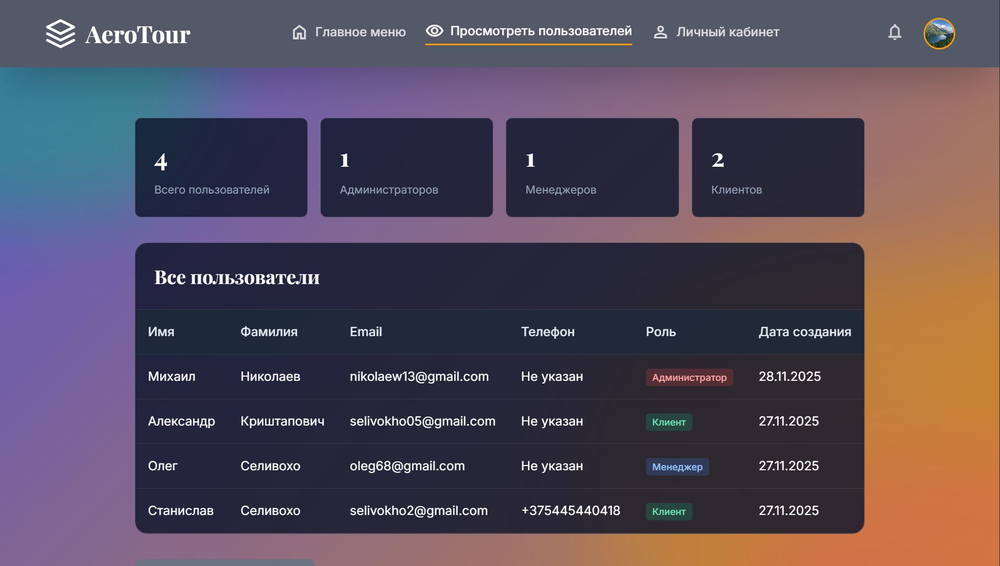 AeroTour
Главное меню
Просмотреть пользователей
Личный кабинет
4
Всего пользователей
1
Администраторов
1
Менеджеров
2
Клиентов
Все пользователи
Имя Фамилия Email Телефон Роль Дата создания
Михаил Николаев nikolaew13@gmail.com Не указан Администратор 28.11.2025
Александр Криштапович selivokho05@gmail.com Не указан Клиент 27.11.2025
Олег Селивохо oleg68@gmail.com Не указан Менеджер 27.11.2025
Станислав Селивохо selivokho2@gmail.com +375445440418 Клиент 27.11.2025